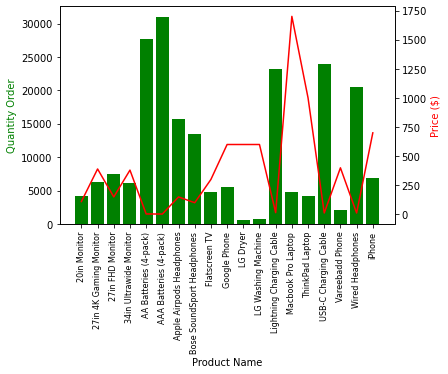 30000
25000
20000
15000
10000
5000
0
Quantity Order
1750
1500
1250
1000
750
500
250
0
Price ($)
20in Monitor
27in 4K Gaming Monitor
27in FHD Monitor
34in Ultrawide Monitor
AA Batteries (4-pack)
AAA Batteries (4-pack)
Apple Airpods Headphones
Bose SoundSport Headphones
Flatscreen TV
Google Phone
LG Dryer
LG Washing Machine
Lightning Charging Cable
Macbook Pro Laptop
ThinkPad Laptop
USB-C Charging Cable
Vareebadd Phone
Wired Headphones
iPhone
Product Name